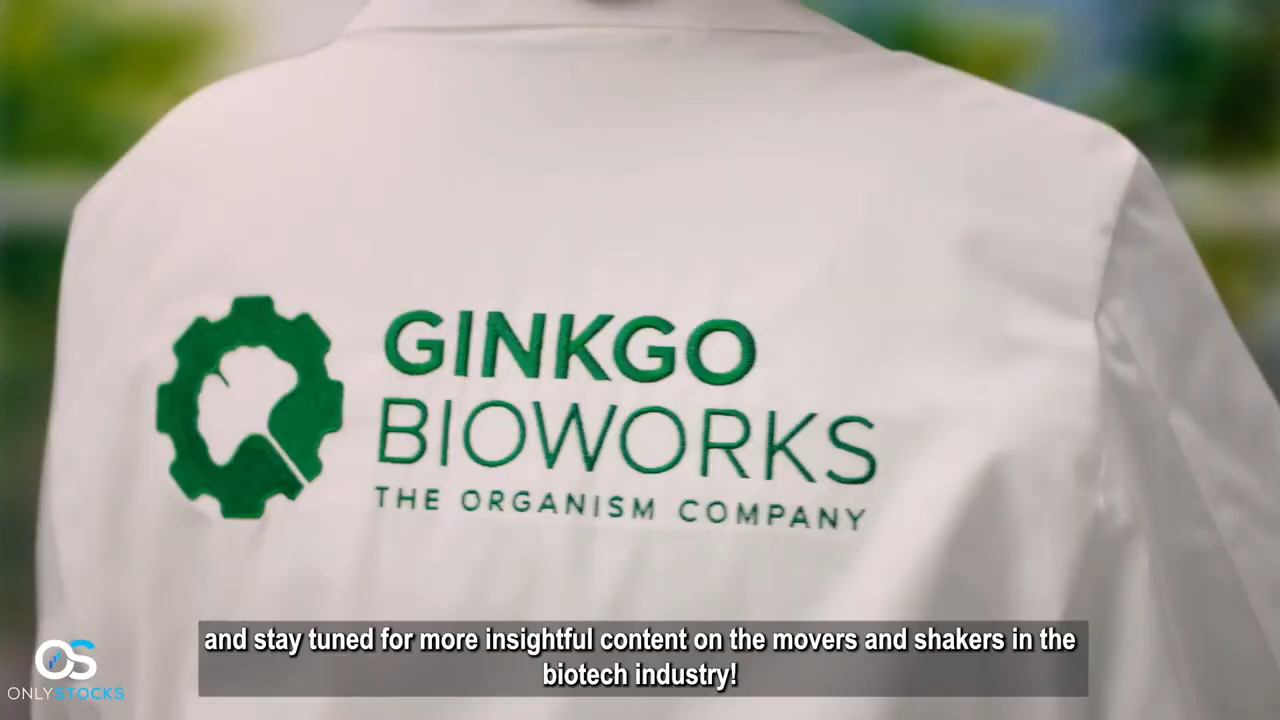 GINKGO
BIOWORKS
THE ORGANISM COMPANY
and stay tuned for more insightful content on the movers and shakers in the
biotech industry!
OS
ONLYSTOCKS